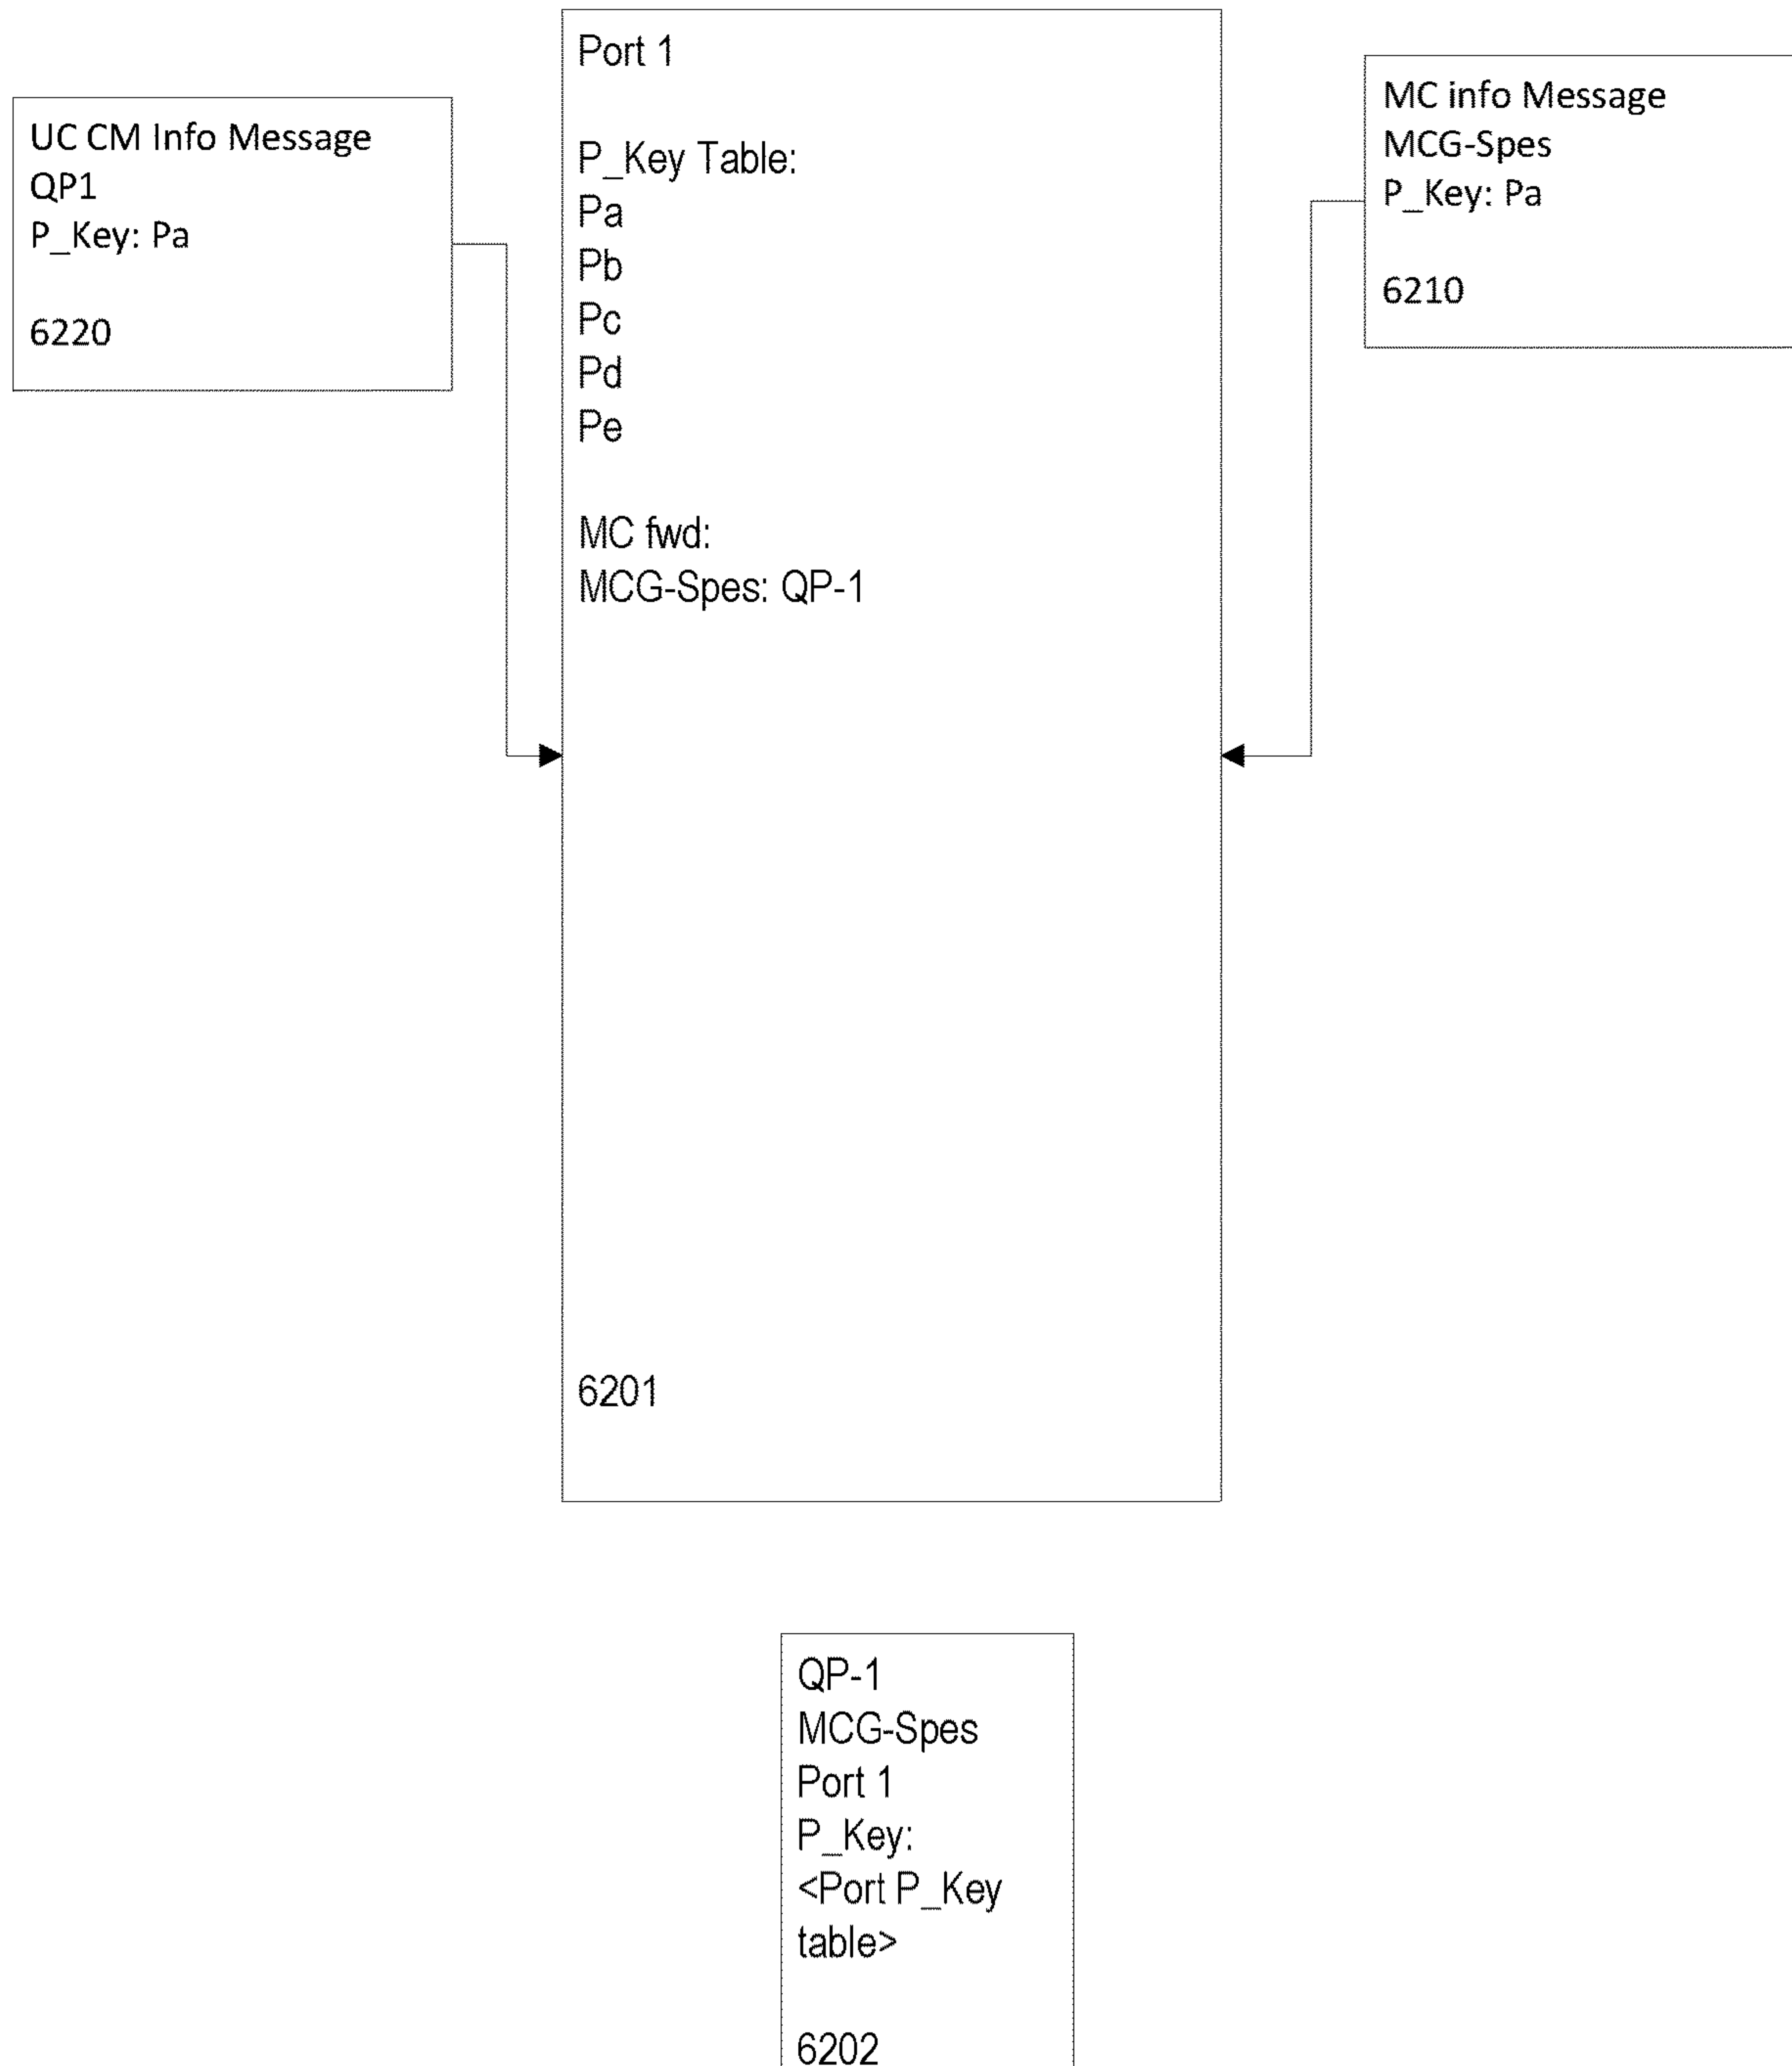 UC CM Info Message
QP1
P_Key: Pa
6220
Port 1
P_Key Table:
Pa
Pb
Pc
Pd
Pe
MC fwd:
MCG-Spes: QP-1
6201
MC info Message
MCG-Spes
P_Key: Pa
6210
QP-1
MCG-Spes
Port 1
P_Key:
<Port P_Key
table>
6202